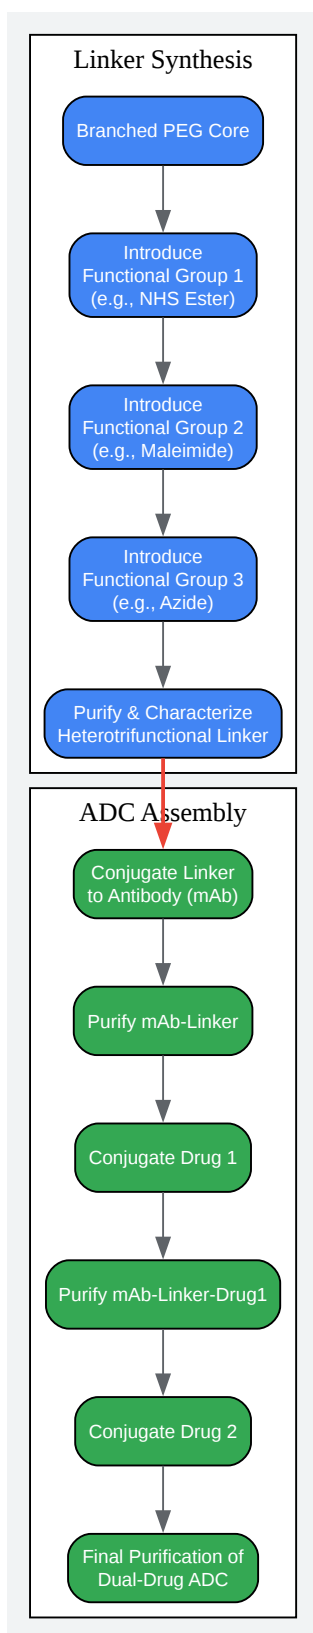 Linker Synthesis
Branched PEG Core
Introduce
Functional Group 1
(e.g., NHS Ester)
Introduce
Functional Group 2
(e.g., Maleimide)
Introduce
Functional Group 3
(e.g., Azide)
Purify & Characterize
Heterotrifunctional Linker
ADC Assembly
Conjugate Linker
to Antibody (mAb)
Purify mAb-Linker
Conjugate Drug 1
Purify mAb-Linker-Drug1
Conjugate Drug 2
Final Purification of
Dual-Drug ADC